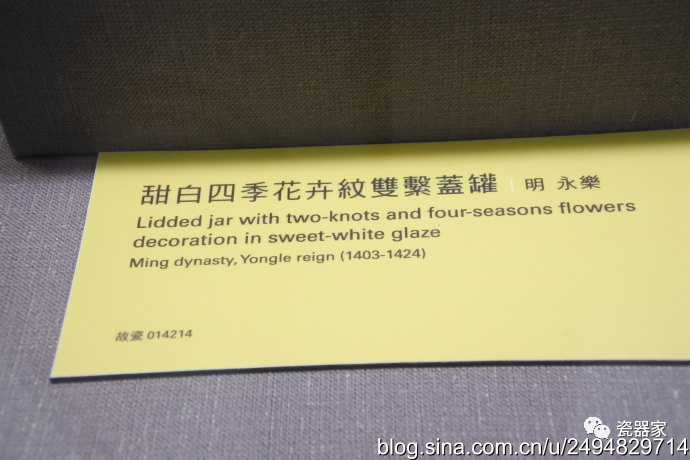 甜白四季花卉紋雙繫蓋罐 | 明 永樂
Lidded jar with two-knots and four-seasons flowers
decoration in sweet-white glaze
Ming dynasty, Yongle reign (1403-1424)
故瓷 014214
瓷器家
blog.sina.com.cn/u/2494829714